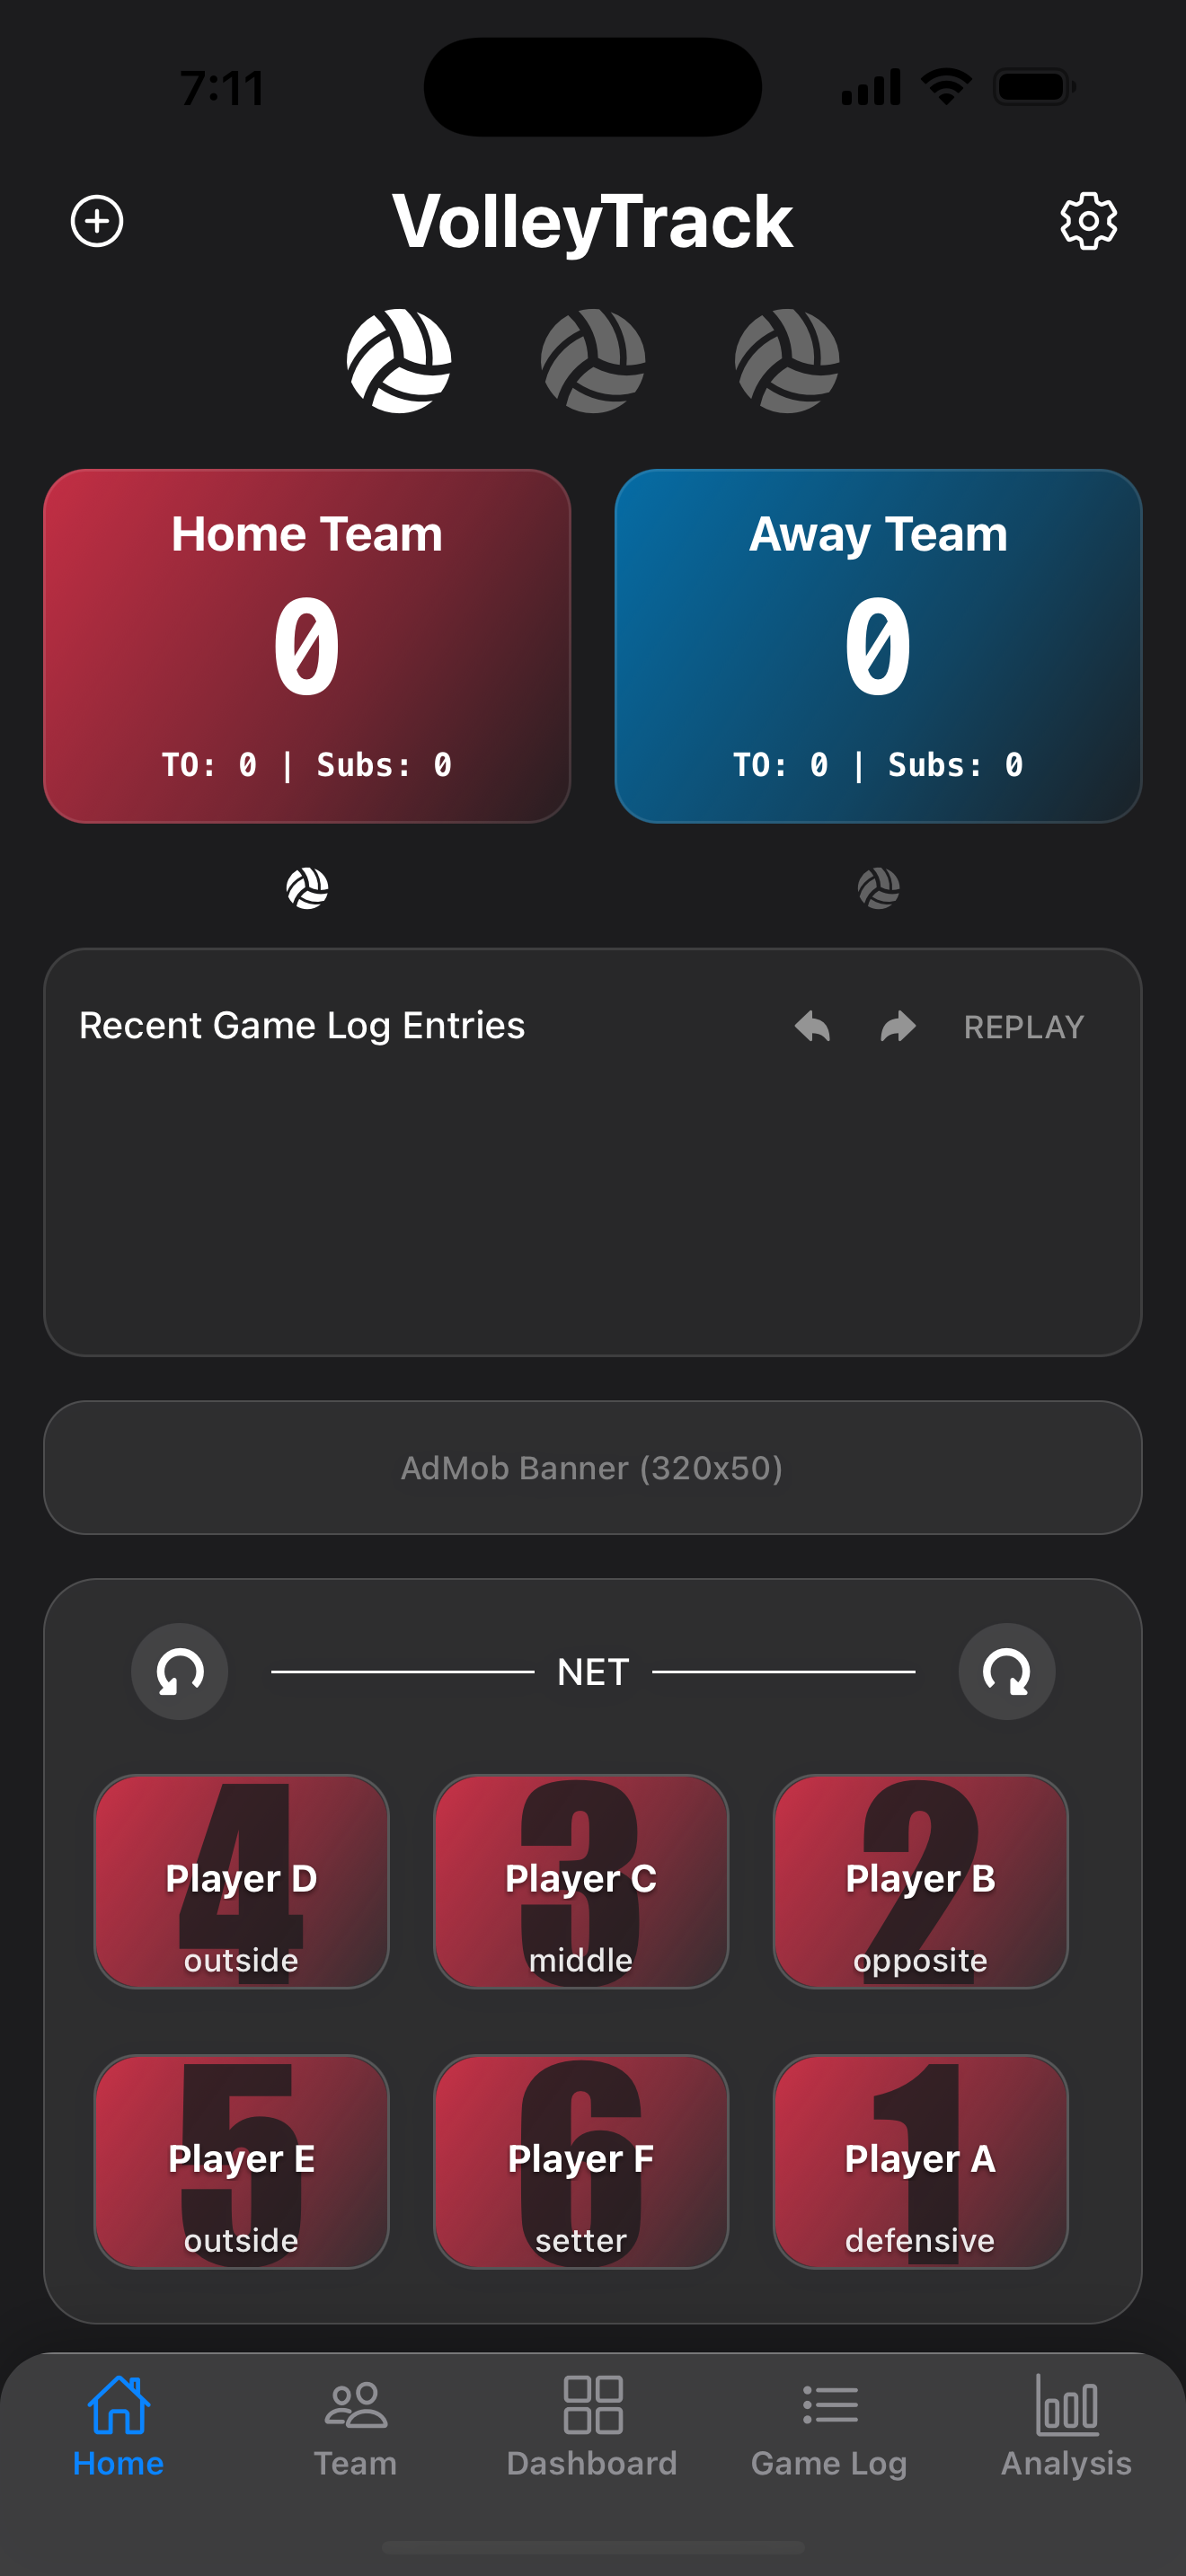 7:11
VolleyTrack
Home Team
0
TO: 0 | Subs: 0
Away Team
0
TO: 0 | Subs: 0
Recent Game Log Entries
REPLAY
AdMob Banner (320x50)
NET
4
Player D
outside
3
Player C
middle
2
Player B
opposite
5
Player E
outside
6
Player F
setter
1
Player A
defensive
Home
Team
Dashboard
Game Log
Analysis